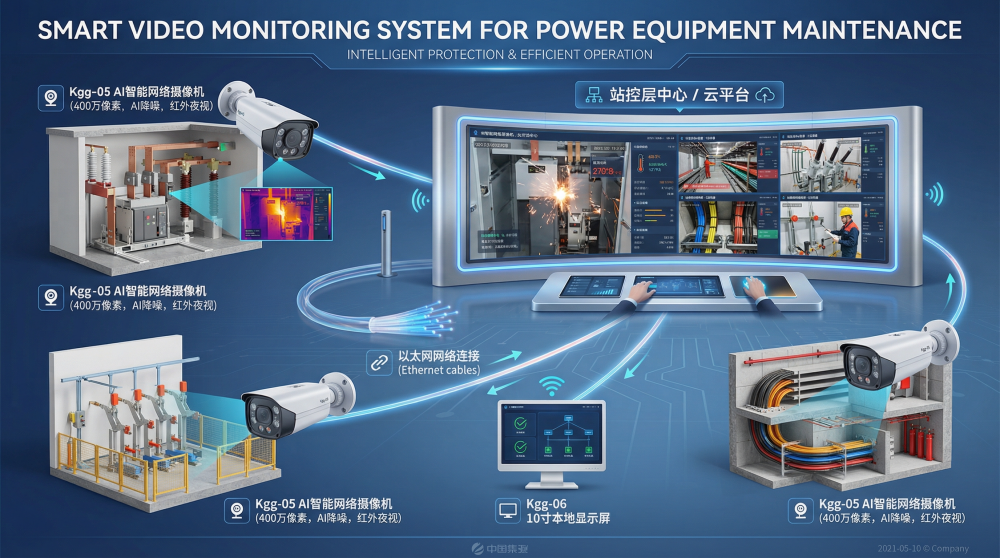 SMART VIDEO MONITORING SYSTEM FOR POWER EQUIPMENT MAINTENANCE
INTELLIGENT PROTECTION & EFFICIENT OPERATION
Kgg-05 AI智能网络摄像机
(400万像素, AI降噪, 红外夜视)
站控层中心 / 云平台
270°8
Kgg-05 AI智能网络摄像机
(400万像素, AI降噪, 红外夜视)
以太网网络连接
(Ethernet cables)
Kgg-05 AI智能网络摄像机
(400万像素, AI降噪, 红外夜视)
Kgg-06
10寸本地显示屏
Kgg-05 AI智能网络摄像机
(400万像素, AI降噪, 红外夜视)
2021-05-10 © Company